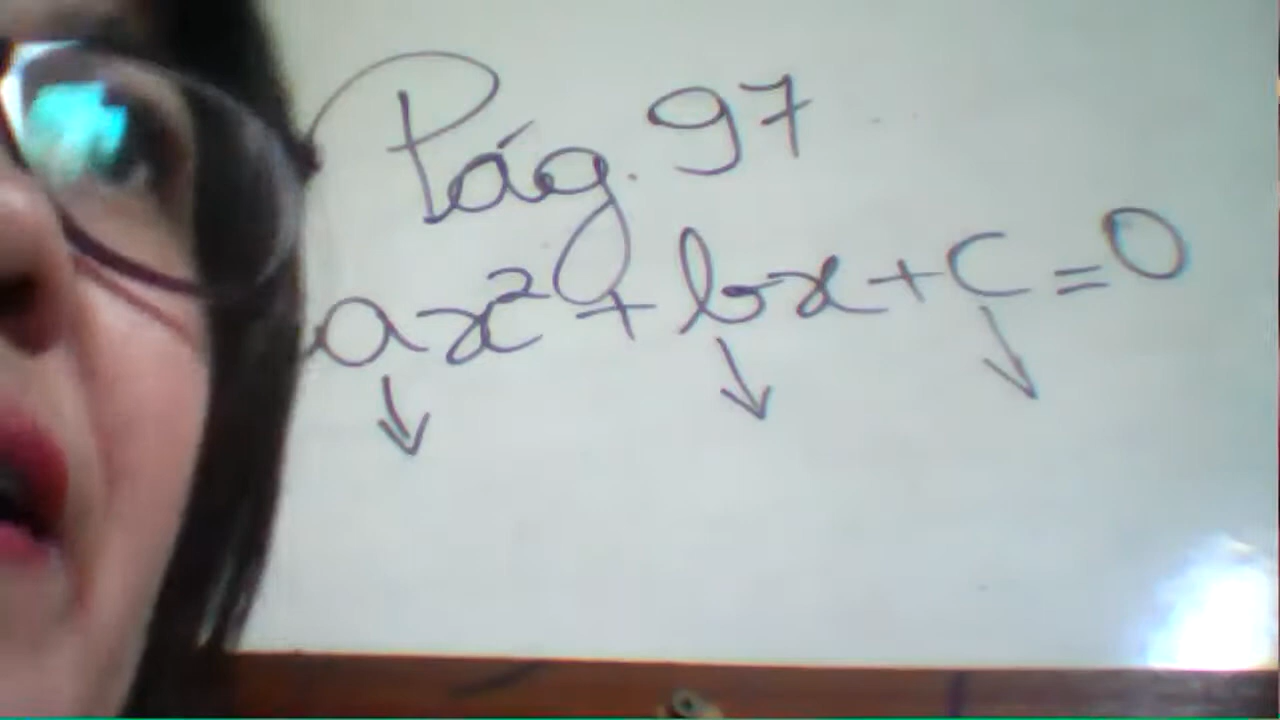 Pág. 97
ax² + bx + c = 0